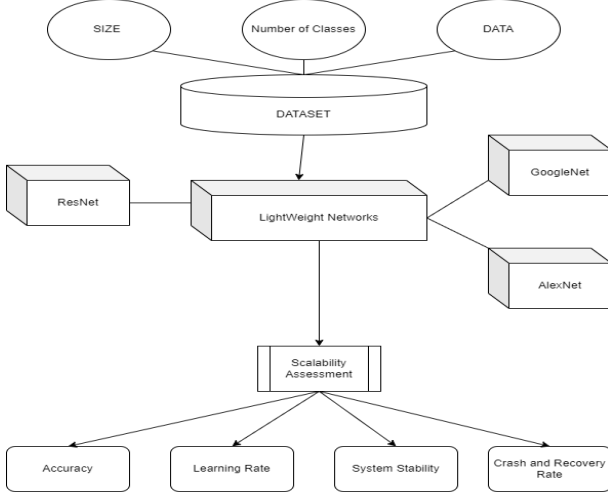 SIZE
Number of Classes
DATA
DATASET
GoogleNet
ResNet
LightWeight Networks
AlexNet
Scalability
Assessment
Accuracy
Learning Rate
System Stability
Crash and Recovery
Rate